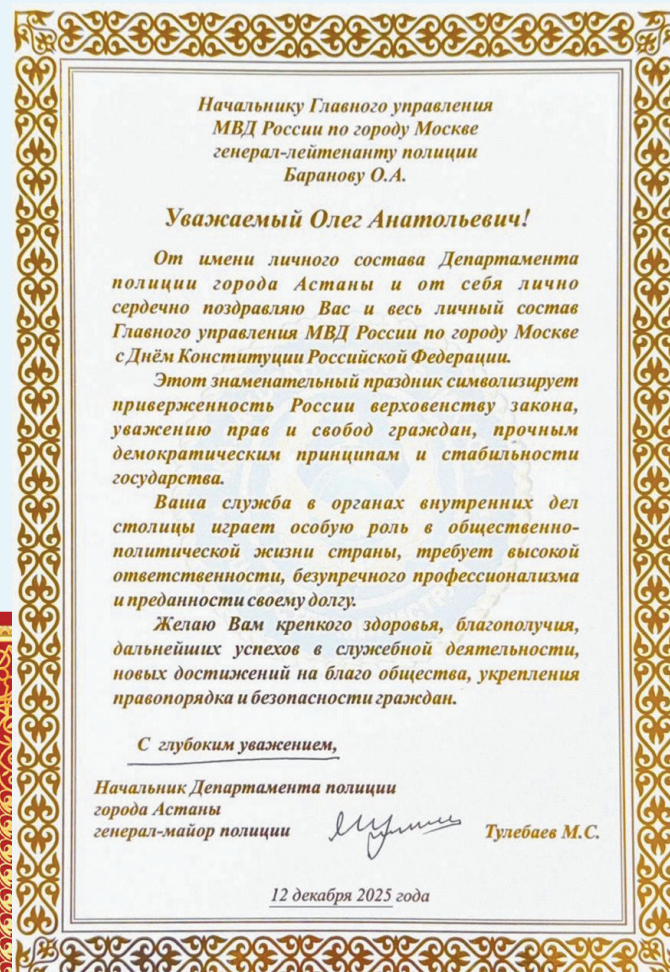 Начальнику Главного управления
МВД России по городу Москве
генерал-лейтенанту полиции
Баранову О.А.
Уважаемый Олег Анатольевич!
От имени личного состава Департамента
полиции города Астаны и от себя лично
сердечно поздравляю Вас и весь личный состав
Главного управления МВД России по городу Москве
с Днём Конституции Российской Федерации.
Этот знаменательный праздник символизирует
приверженность России верховенству закона,
уважению прав и свобод граждан, прочным
демократическим принципам и стабильности
государства.
Ваша служба в органах внутренних дел
столицы играет особую роль в общественно-
политической жизни страны, требует высокой
ответственности, безупречного профессионализма
и преданности своему долгу.
Желаю Вам крепкого здоровья, благополучия,
дальнейших успехов в служебной деятельности,
новых достижений на благо общества, укрепления
правопорядка и безопасности граждан.
С глубоким уважением,
Начальник Департамента полиции
города Астаны
генерал-майор полиции Тулебаев М.С.
12 декабря 2025 года